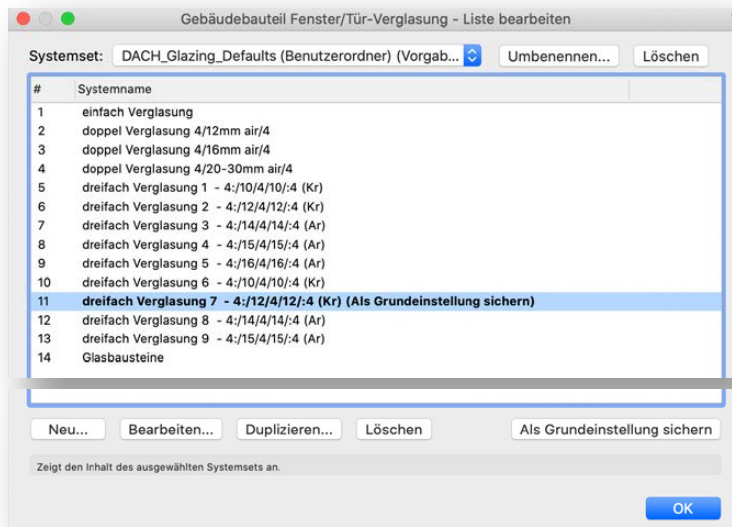 Gebäudebauteil Fenster/Tür-Verglasung - Liste bearbeiten
Systemset: DACH_Glazing_Defaults (Benutzerordner) (Vorgab... Umbenennen... Löschen
# Systemname
1 einfach Verglasung
2 doppel Verglasung 4/12mm air/4
3 doppel Verglasung 4/16mm air/4
4 doppel Verglasung 4/20-30mm air/4
5 dreifach Verglasung 1 - 4:/10/4/10/:4 (Kr)
6 dreifach Verglasung 2 - 4:/12/4/12/:4 (Kr)
7 dreifach Verglasung 3 - 4:/14/4/14/:4 (Ar)
8 dreifach Verglasung 4 - 4:/15/4/15/:4 (Ar)
9 dreifach Verglasung 5 - 4:/16/4/16/:4 (Ar)
10 dreifach Verglasung 6 - 4:/10/4/10/:4 (Kr)
11 dreifach Verglasung 7 - 4:/12/4/12/:4 (Kr) (Als Grundeinstellung sichern)
12 dreifach Verglasung 8 - 4:/14/4/14/:4 (Ar)
13 dreifach Verglasung 9 - 4:/15/4/15/:4 (Ar)
14 Glasbausteine
Neu... Bearbeiten... Duplizieren... Löschen Als Grundeinstellung sichern
Zeigt den Inhalt des ausgewählten Systemsets an.
OK